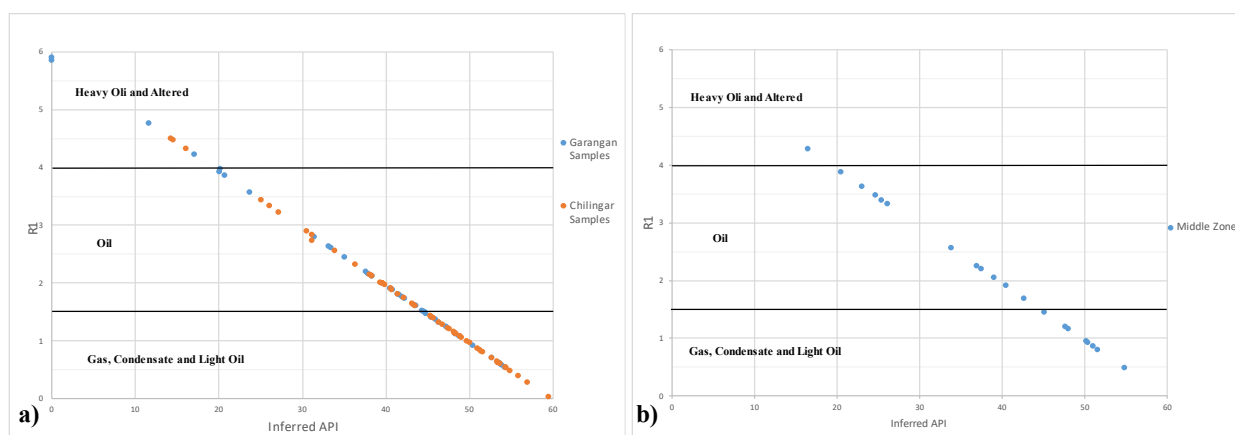 6
5
4
3
2
1
0
R1
Heavy Oli and Altered
Oil
Gas, Condensate and Light Oil
0 10 20 30 40 50 60
Inferred API
a)
Garangan
Samples
Chilingar
Samples
6
5
4
3
2
1
0
R1
Heavy Oli and Altered
Oil
Gas, Condensate and Light Oil
0 10 20 30 40 50 60
Inferred API
b)
Middle Zone